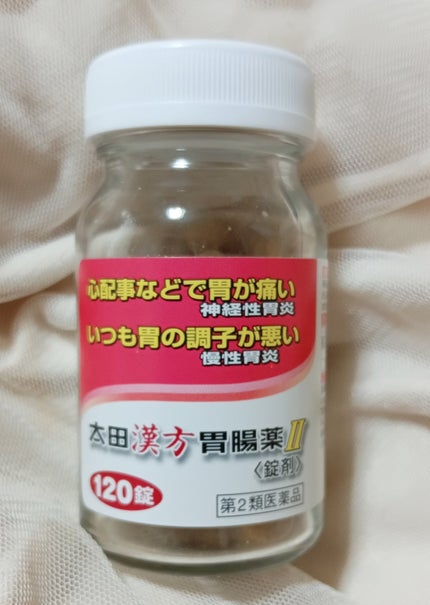 心配事などで胃が痛い
神経性胃炎
いつも胃の調子が悪い
慢性胃炎
太田漢方胃腸薬II
〈錠剤〉
120錠
第2類医薬品